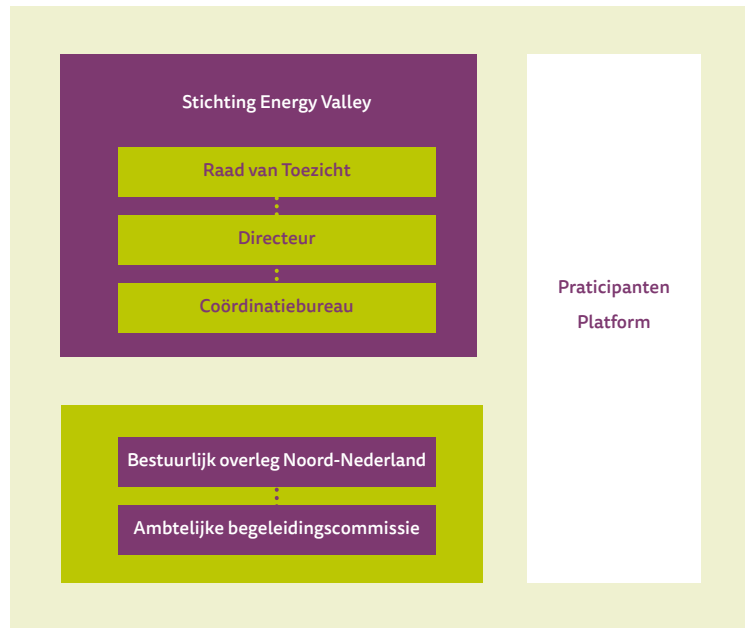 Stichting Energy Valley
Raad van Toezicht
Directeur
Coördinatiebureau
Bestuurlijk overleg Noord-Nederland
Ambtelijke begeleidingscommissie
Praticipanten
Platform